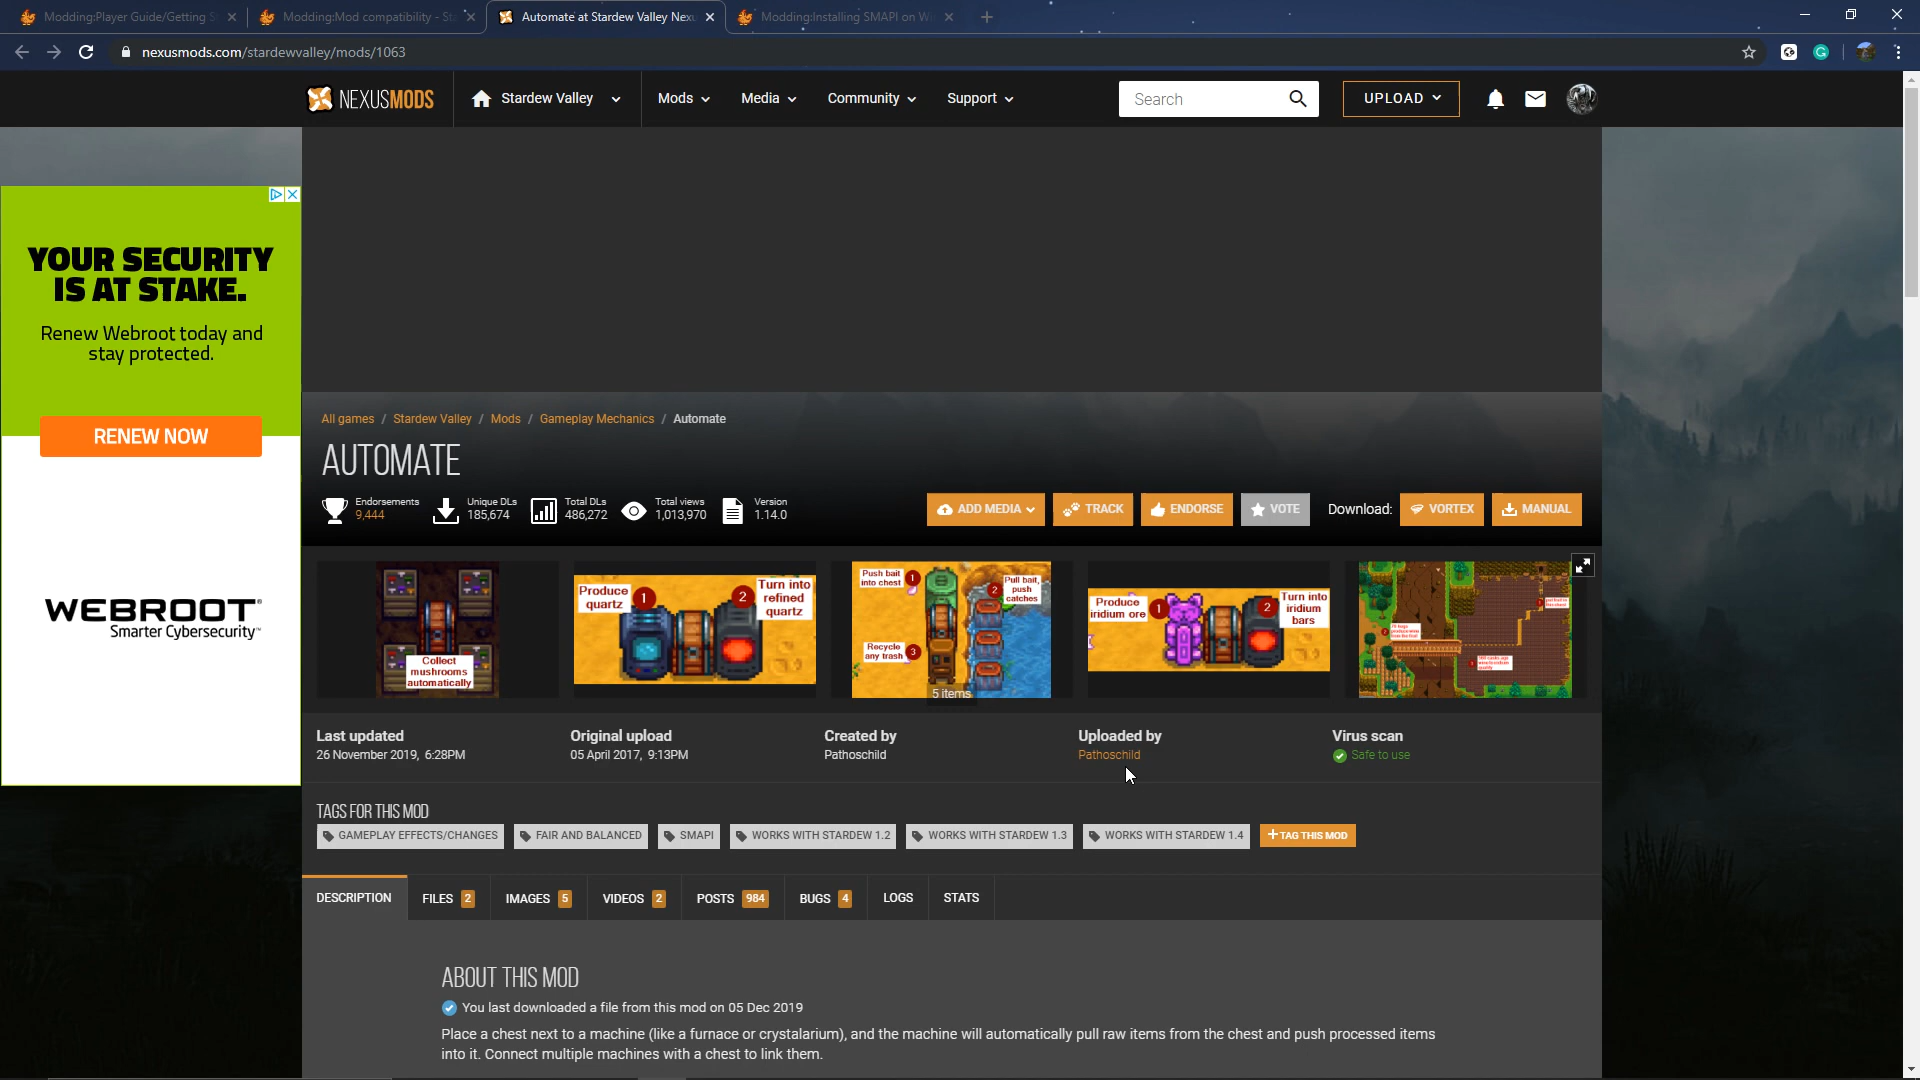 Modding:Player Guide/Getting S
Modding:Mod compatibility - Sta
Automate at Stardew Valley Nex
Modding:Installing SMAPI on Wi
nexusmods.com/stardewvalley/mods/1063
NEXUSMODS
Stardew Valley
Mods
Media
Community
Support
Search
UPLOAD
YOUR SECURITY
IS AT STAKE.
Renew Webroot today and
stay protected.
RENEW NOW
WEBROOT
Smarter Cybersecurity
All games / Stardew Valley / Mods / Gameplay Mechanics / Automate
AUTOMATE
Endorsements
9,444
Unique DLs
185,674
Total DLs
486,272
Total views
1,013,970
Version
1.14.0
ADD MEDIA
TRACK
ENDORSE
VOTE
Download:
VORTEX
MANUAL
Collect
mushrooms
automatically
Produce
quartz
1
2
Turn into
refined
quartz
Push bait
into chest
1
2
Pull bait,
push
catches
Recycle
any trash
3
5 items
Produce
iridium ore
1
2
Turn into
iridium
bars
Last updated
26 November 2019, 6:28PM
Original upload
05 April 2017, 9:13PM
Created by
Pathoschild
Uploaded by
Pathoschild
Virus scan
Safe to use
TAGS FOR THIS MOD
GAMEPLAY EFFECTS/CHANGES
FAIR AND BALANCED
SMAPI
WORKS WITH STARDEW 1.2
WORKS WITH STARDEW 1.3
WORKS WITH STARDEW 1.4
+ TAG THIS MOD
DESCRIPTION
FILES 2
IMAGES 5
VIDEOS 2
POSTS 984
BUGS 4
LOGS
STATS
ABOUT THIS MOD
You last downloaded a file from this mod on 05 Dec 2019
Place a chest next to a machine (like a furnace or crystalarium), and the machine will automatically pull raw items from the chest and push processed items
into it. Connect multiple machines with a chest to link them.